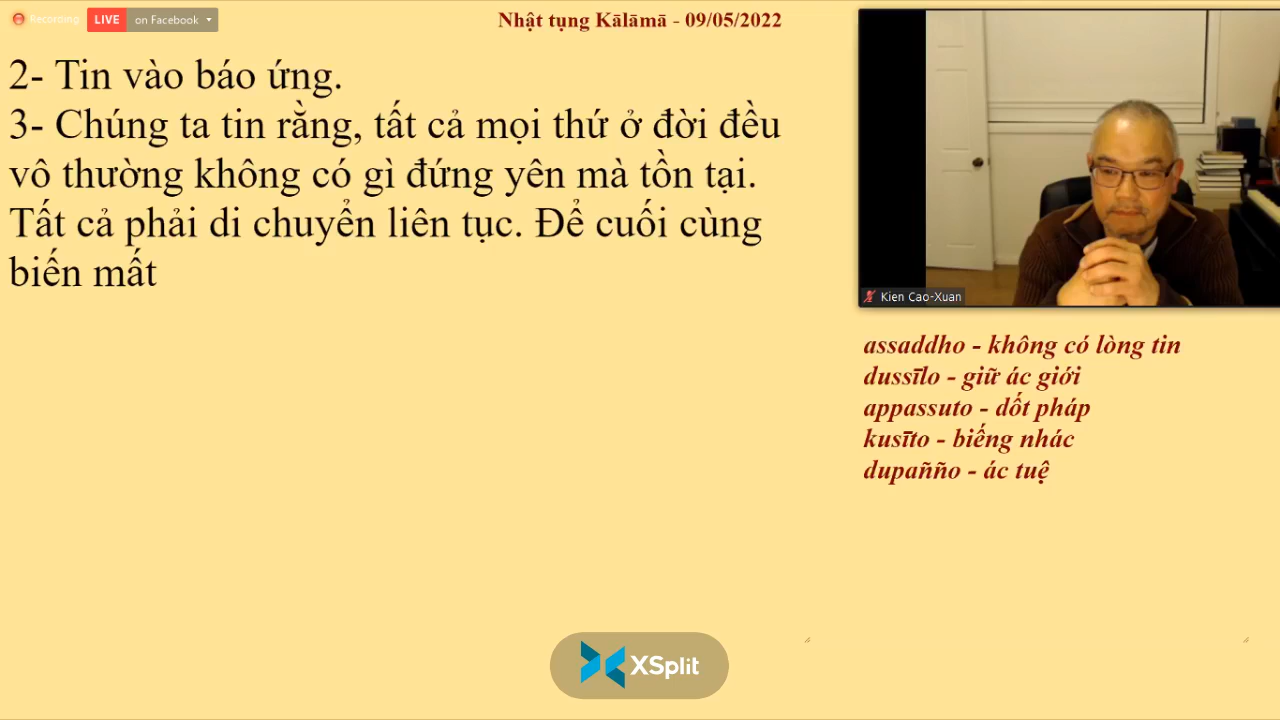 Recording
LIVE
on Facebook
Nhật tụng Kālāmā - 09/05/2022
2- Tin vào báo ứng.
3- Chúng ta tin rằng, tất cả mọi thứ ở đời đều
vô thường không có gì đứng yên mà tồn tại.
Tất cả phải di chuyển liên tục. Để cuối cùng
biến mất
Kien Cao-Xuan
assaddho - không có lòng tin
dussīlo - giữ ác giới
appassuto - dốt pháp
kusīto - biếng nhác
dupañño - ác tuệ
XSplit